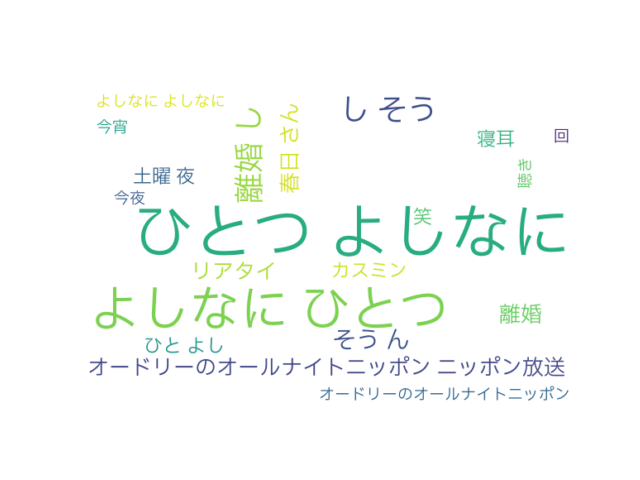 よしなに よしなに
今宵
離婚 し
春日 さん
し そう
寝耳
回
聴き
土曜 夜
今夜
ひとつ よしなに
笑
リアタイ
カスミン
よしなに ひとつ
離婚
ひと よし
そう ん
オードリーのオールナイトニッポン ニッポン放送
オードリーのオールナイトニッポン